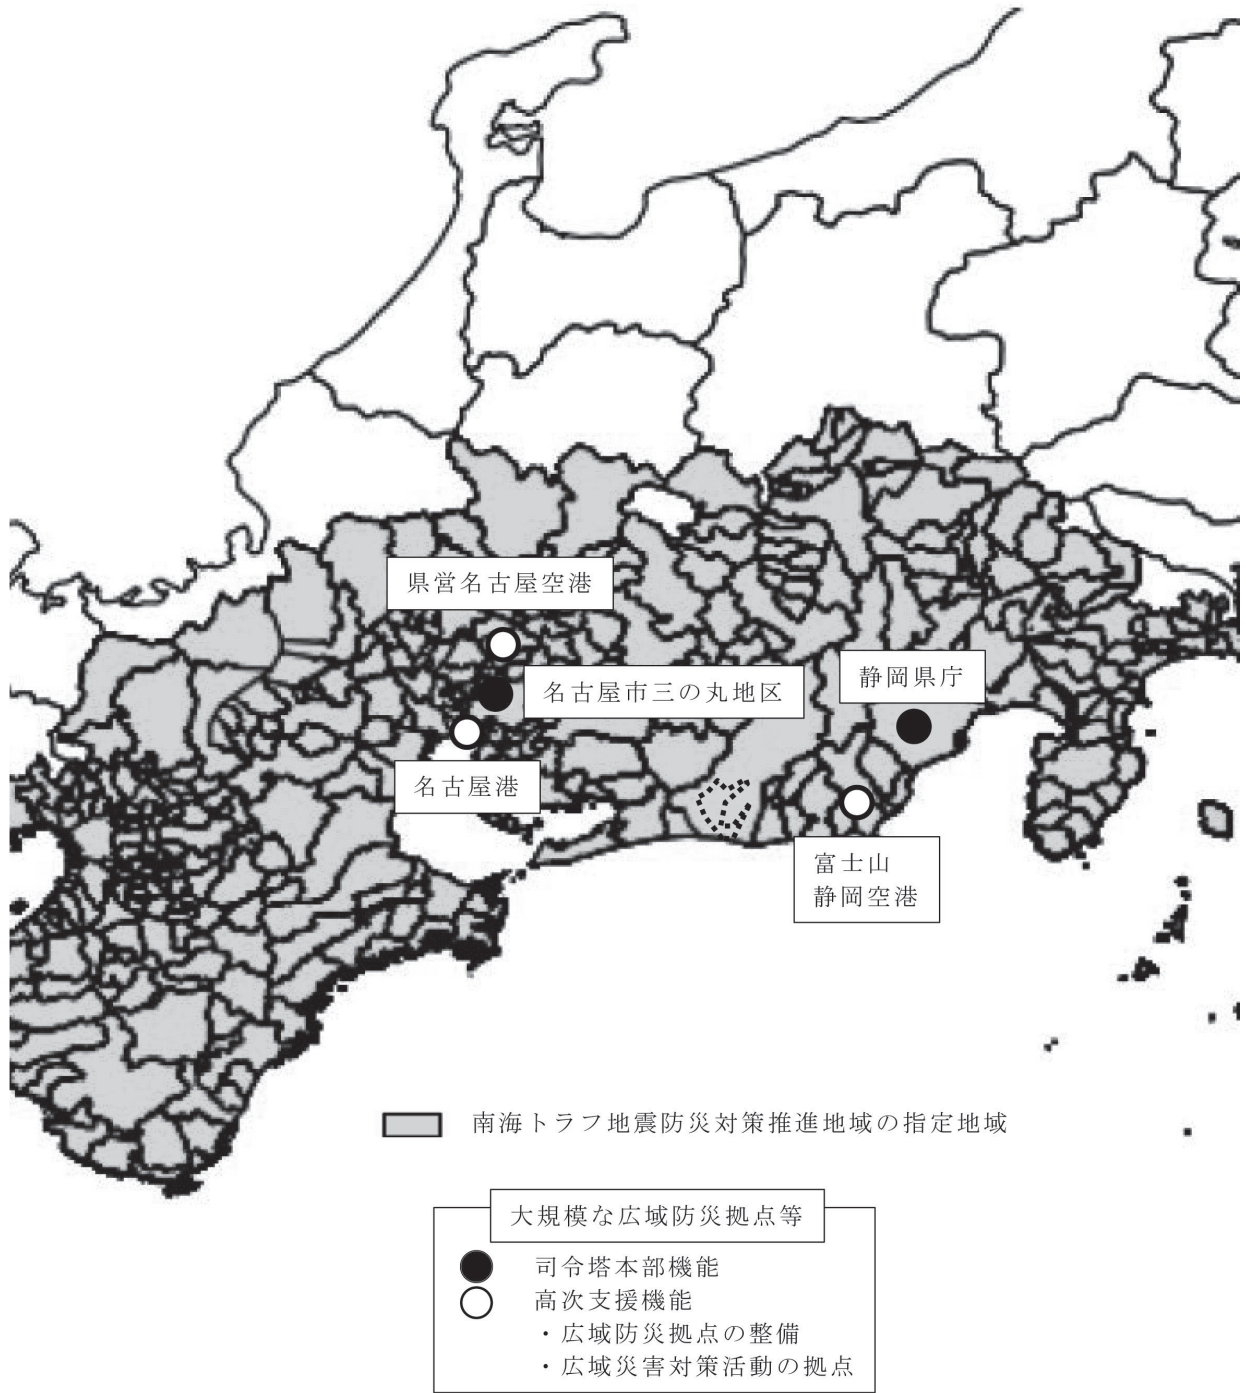 県営名古屋空港
名古屋市三の丸地区
静岡県庁
名古屋港
富士山
静岡空港
南海トラフ地震防災対策推進地域の指定地域
大規模な広域防災拠点等
司令塔本部機能
高次支援機能
・広域防災拠点の整備
・広域災害対策活動の拠点